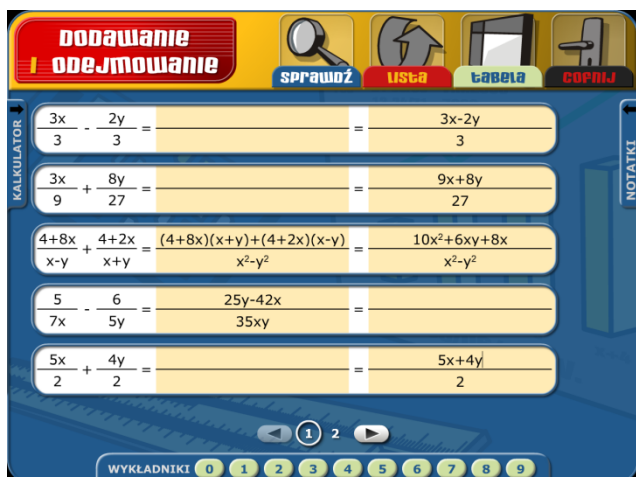 DODAWANIE
I ODEJMOWANIE
SPRAWDŹ
LISTA
TABELA
COFNIJ
KALKULATOR
NOTATKI
3x/3 - 2y/3 = = 3x-2y/3
3x/9 + 8y/27 = = 9x+8y/27
4+8x/x-y + 4+2x/x+y = (4+8x)(x+y)+(4+2x)(x-y)/x²-y² = 10x²+6xy+8x/x²-y²
5/7x - 6/5y = 25y-42x/35xy =
5x/2 + 4y/2 = = 5x+4y/2
1 2
WYKŁADNIKI 0 1 2 3 4 5 6 7 8 9